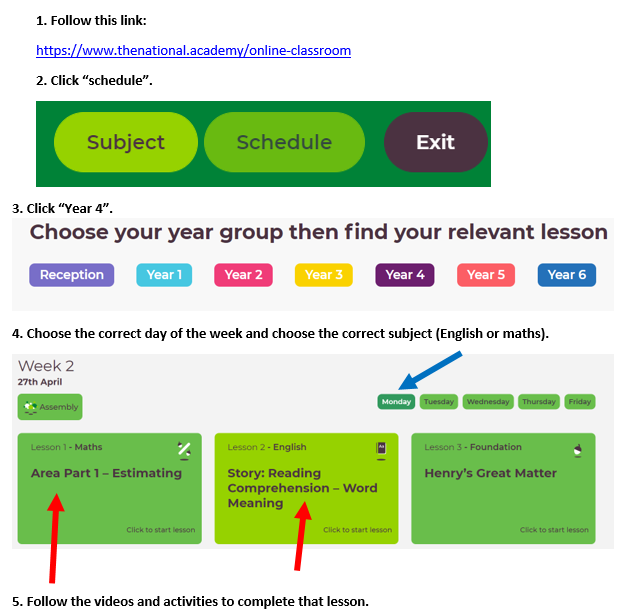 1. Follow this link:
https://www.thenational.academy/online-classroom
2. Click “schedule”.
Subject Schedule Exit
3. Click “Year 4”.
Choose your year group then find your relevant lesson
Reception Year 1 Year 2 Year 3 Year 4 Year 5 Year 6
4. Choose the correct day of the week and choose the correct subject (English or maths).
Week 2
27th April
Assembly Monday Tuesday Wednesday Thursday Friday
Lesson 1 - Maths
Area Part 1 – Estimating
Click to start lesson
Lesson 2 - English
Story: Reading
Comprehension – Word
Meaning
Click to start lesson
Lesson 3 - Foundation
Henry’s Great Matter
Click to start lesson
5. Follow the videos and activities to complete that lesson.